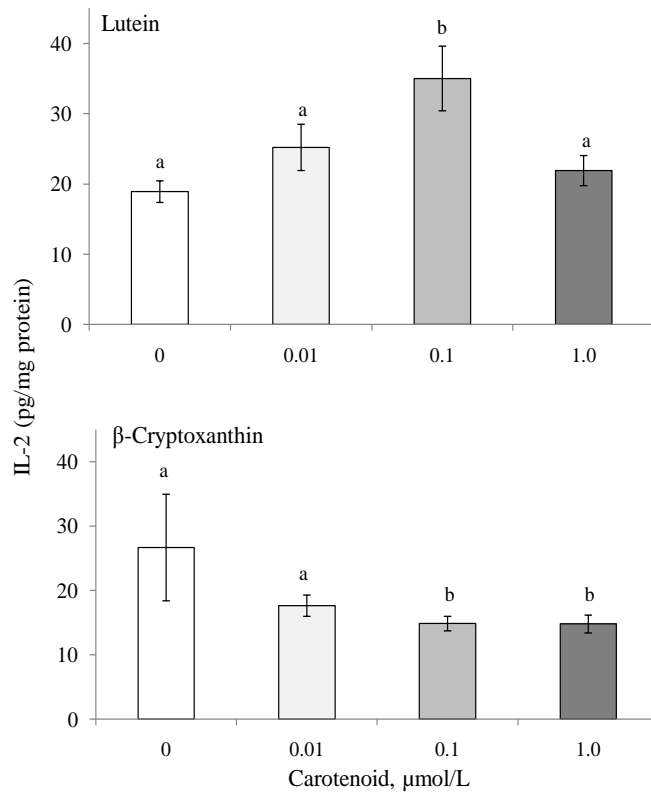 Lutein
40
30
20
10
0
a
a
b
a
0 0.01 0.1 1.0
IL-2 (pg/mg protein)
β-Cryptoxanthin
40
30
20
10
0
a
a
b
b
0 0.01 0.1 1.0
Carotenoid, µmol/L